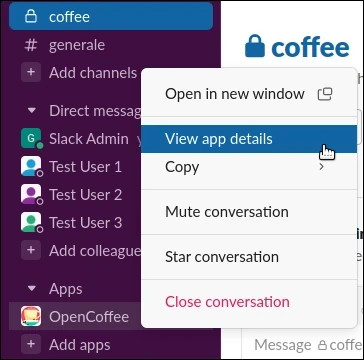 coffee
# generale
Add channels
Direct messag
G Slack Admin y
Test User 1
Test User 2
Test User 3
Add colleague
Apps
OpenCoffee
Add apps
coffee
Open in new window
View app details
Copy
Mute conversation
Star conversation
Close conversation
Message coffe